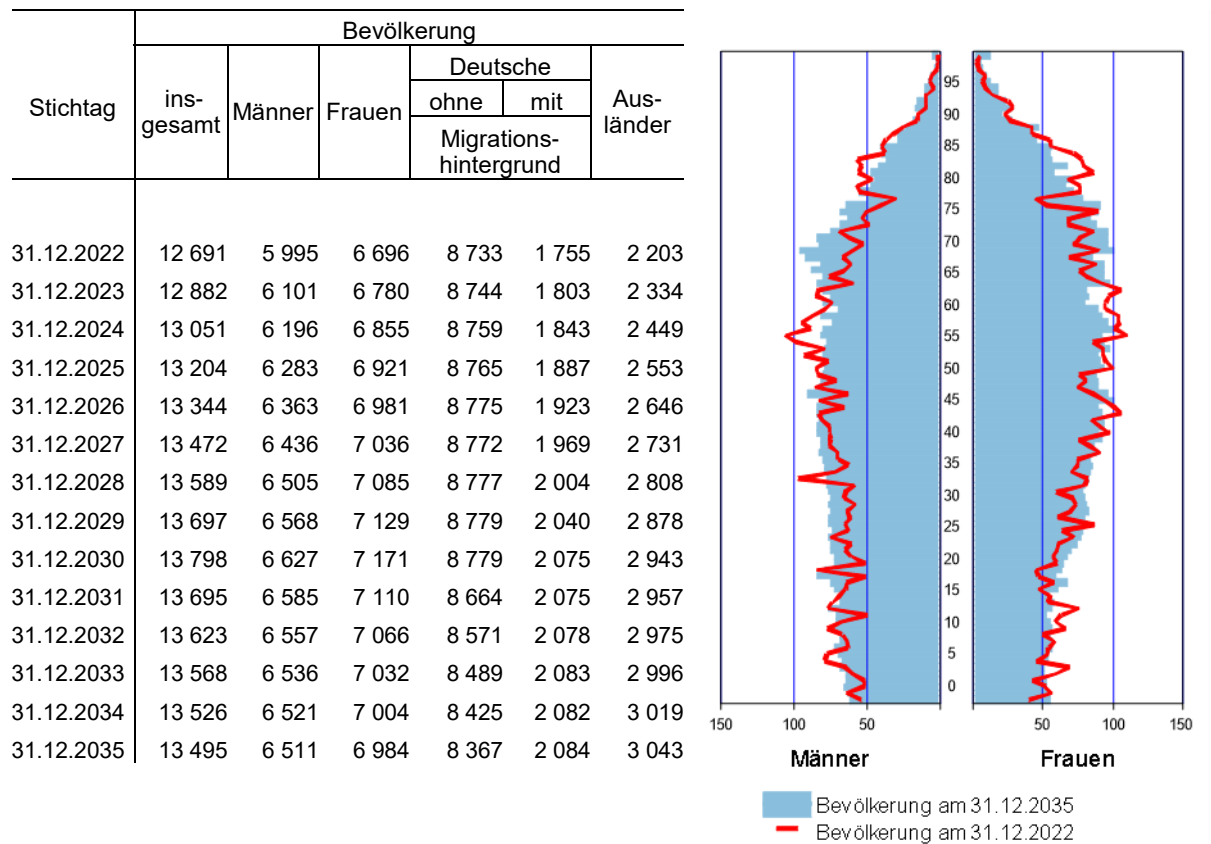 Bevölkerung
Stichtag
ins-
gesamt
Männer
Frauen
Deutsche
ohne
mit
Migrations-
hintergrund
Aus-
länder
31.12.2022 12 691 5 995 6 696 8 733 1 755 2 203
31.12.2023 12 882 6 101 6 780 8 744 1 803 2 334
31.12.2024 13 051 6 196 6 855 8 759 1 843 2 449
31.12.2025 13 204 6 283 6 921 8 765 1 887 2 553
31.12.2026 13 344 6 363 6 981 8 775 1 923 2 646
31.12.2027 13 472 6 436 7 036 8 772 1 969 2 731
31.12.2028 13 589 6 505 7 085 8 777 2 004 2 808
31.12.2029 13 697 6 568 7 129 8 779 2 040 2 878
31.12.2030 13 798 6 627 7 171 8 779 2 075 2 943
31.12.2031 13 695 6 585 7 110 8 664 2 075 2 957
31.12.2032 13 623 6 557 7 066 8 571 2 078 2 975
31.12.2033 13 568 6 536 7 032 8 489 2 083 2 996
31.12.2034 13 526 6 521 7 004 8 425 2 082 3 019
31.12.2035 13 495 6 511 6 984 8 367 2 084 3 043
95
90
85
80
75
70
65
60
55
50
45
40
35
30
25
20
15
10
5
0
150 100 50 50 100 150
Männer Frauen
Bevölkerung am 31.12.2035
Bevölkerung am 31.12.2022